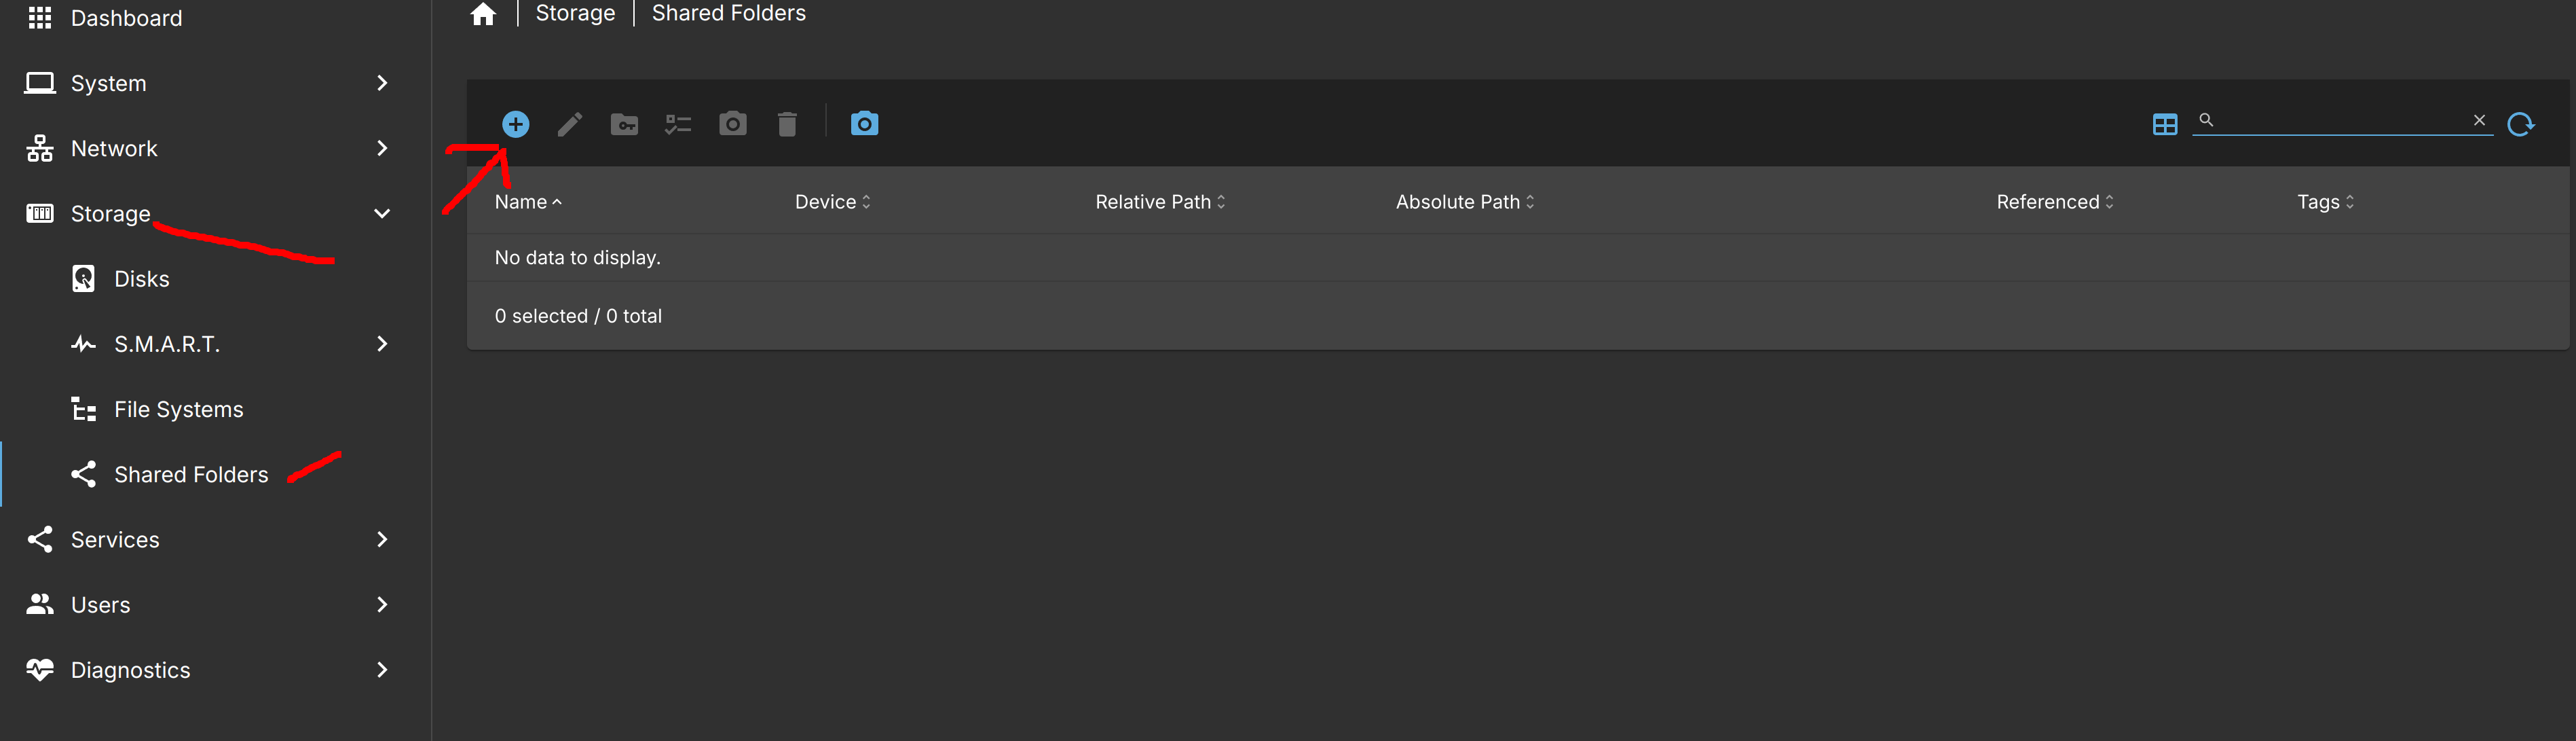 Dashboard
Storage
Shared Folders
System
Network
Storage
Disks
S.M.A.R.T.
File Systems
Shared Folders
Services
Users
Diagnostics
Name Device Relative Path Absolute Path Referenced Tags
No data to display.
0 selected / 0 total